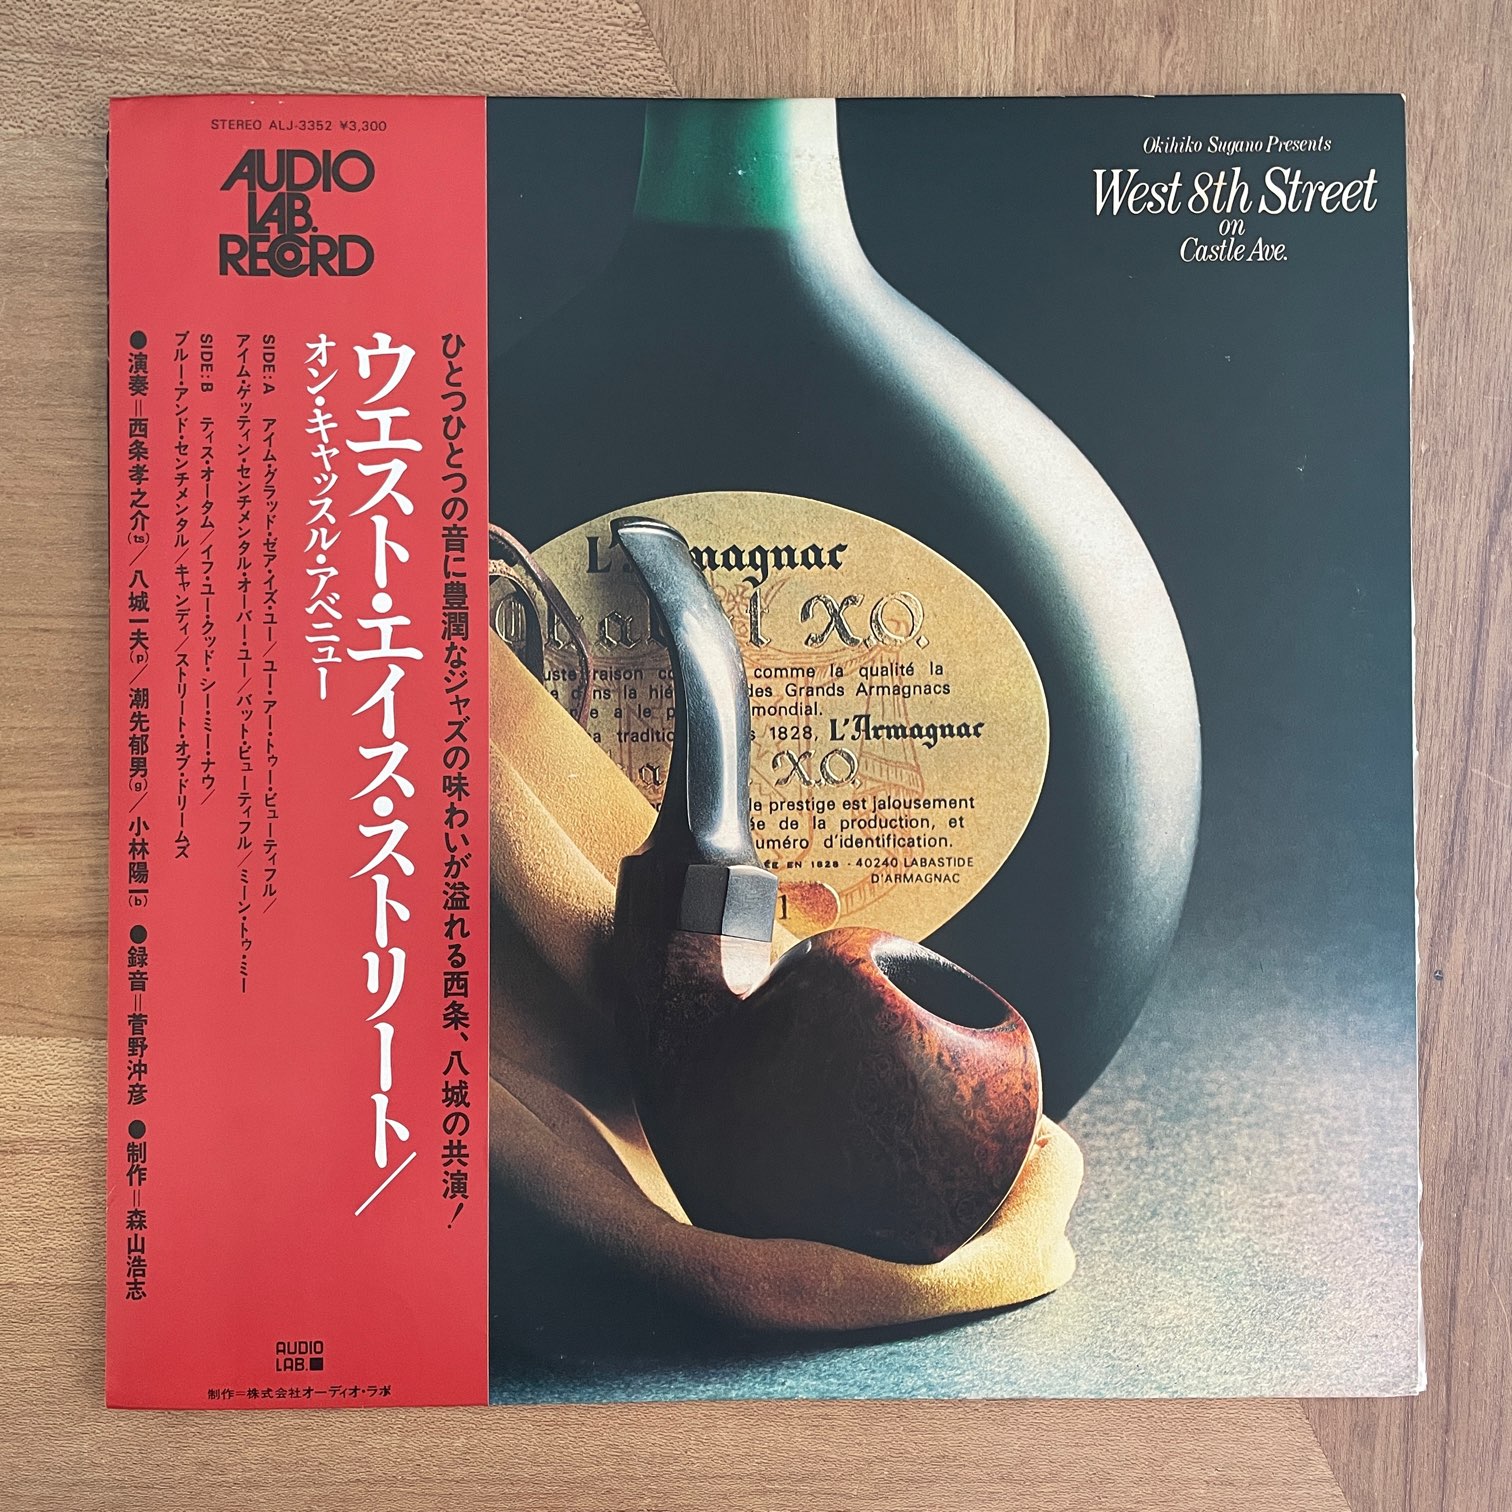 STEREO ALJ-3352 ¥3,300
AUDIO
LAB.
RECORD
ひとつひとつの音に豊潤なジャズの味わいが溢れる西条、八城の共演!
ウエスト・エイス・ストリート/
オン・キャッスル・アベニュー
SIDE:A アイム・グラッド・ゼア・イズ・ユー/ユー・アー・トゥー・ビューティフル/
アイム・ゲッティン・センチメンタル・オーバー・ユー/バット・ビューティフル/ミーン・トゥ・ミー
SIDE:B ティス・オータム/イフ・ユー・クッド・シー・ミー・ナウ/
ブルー・アンド・センチメンタル/キャンディ/ストリート・オブ・ドリームス
●演奏=西条孝之介(ts)/八城一夫(p)/潮先郁男(g)/小林陽一(b) ●録音=菅野沖彦 ●制作=森山浩志
AUDIO
LAB.
制作=株式会社オーディオ・ラボ
Okihiko Sugano Presents
West 8th Street
on
Castle Ave.
L'Armagnac
X.O.
raison comme la qualité la
la des Grands Armagnacs
a le mondial.
1828, L'Armagnac
X.O.
prestige est jalousement
de la production, et
d'identification.
EN 1828 - 40240 LABASTIDE
D'ARMAGNAC
1